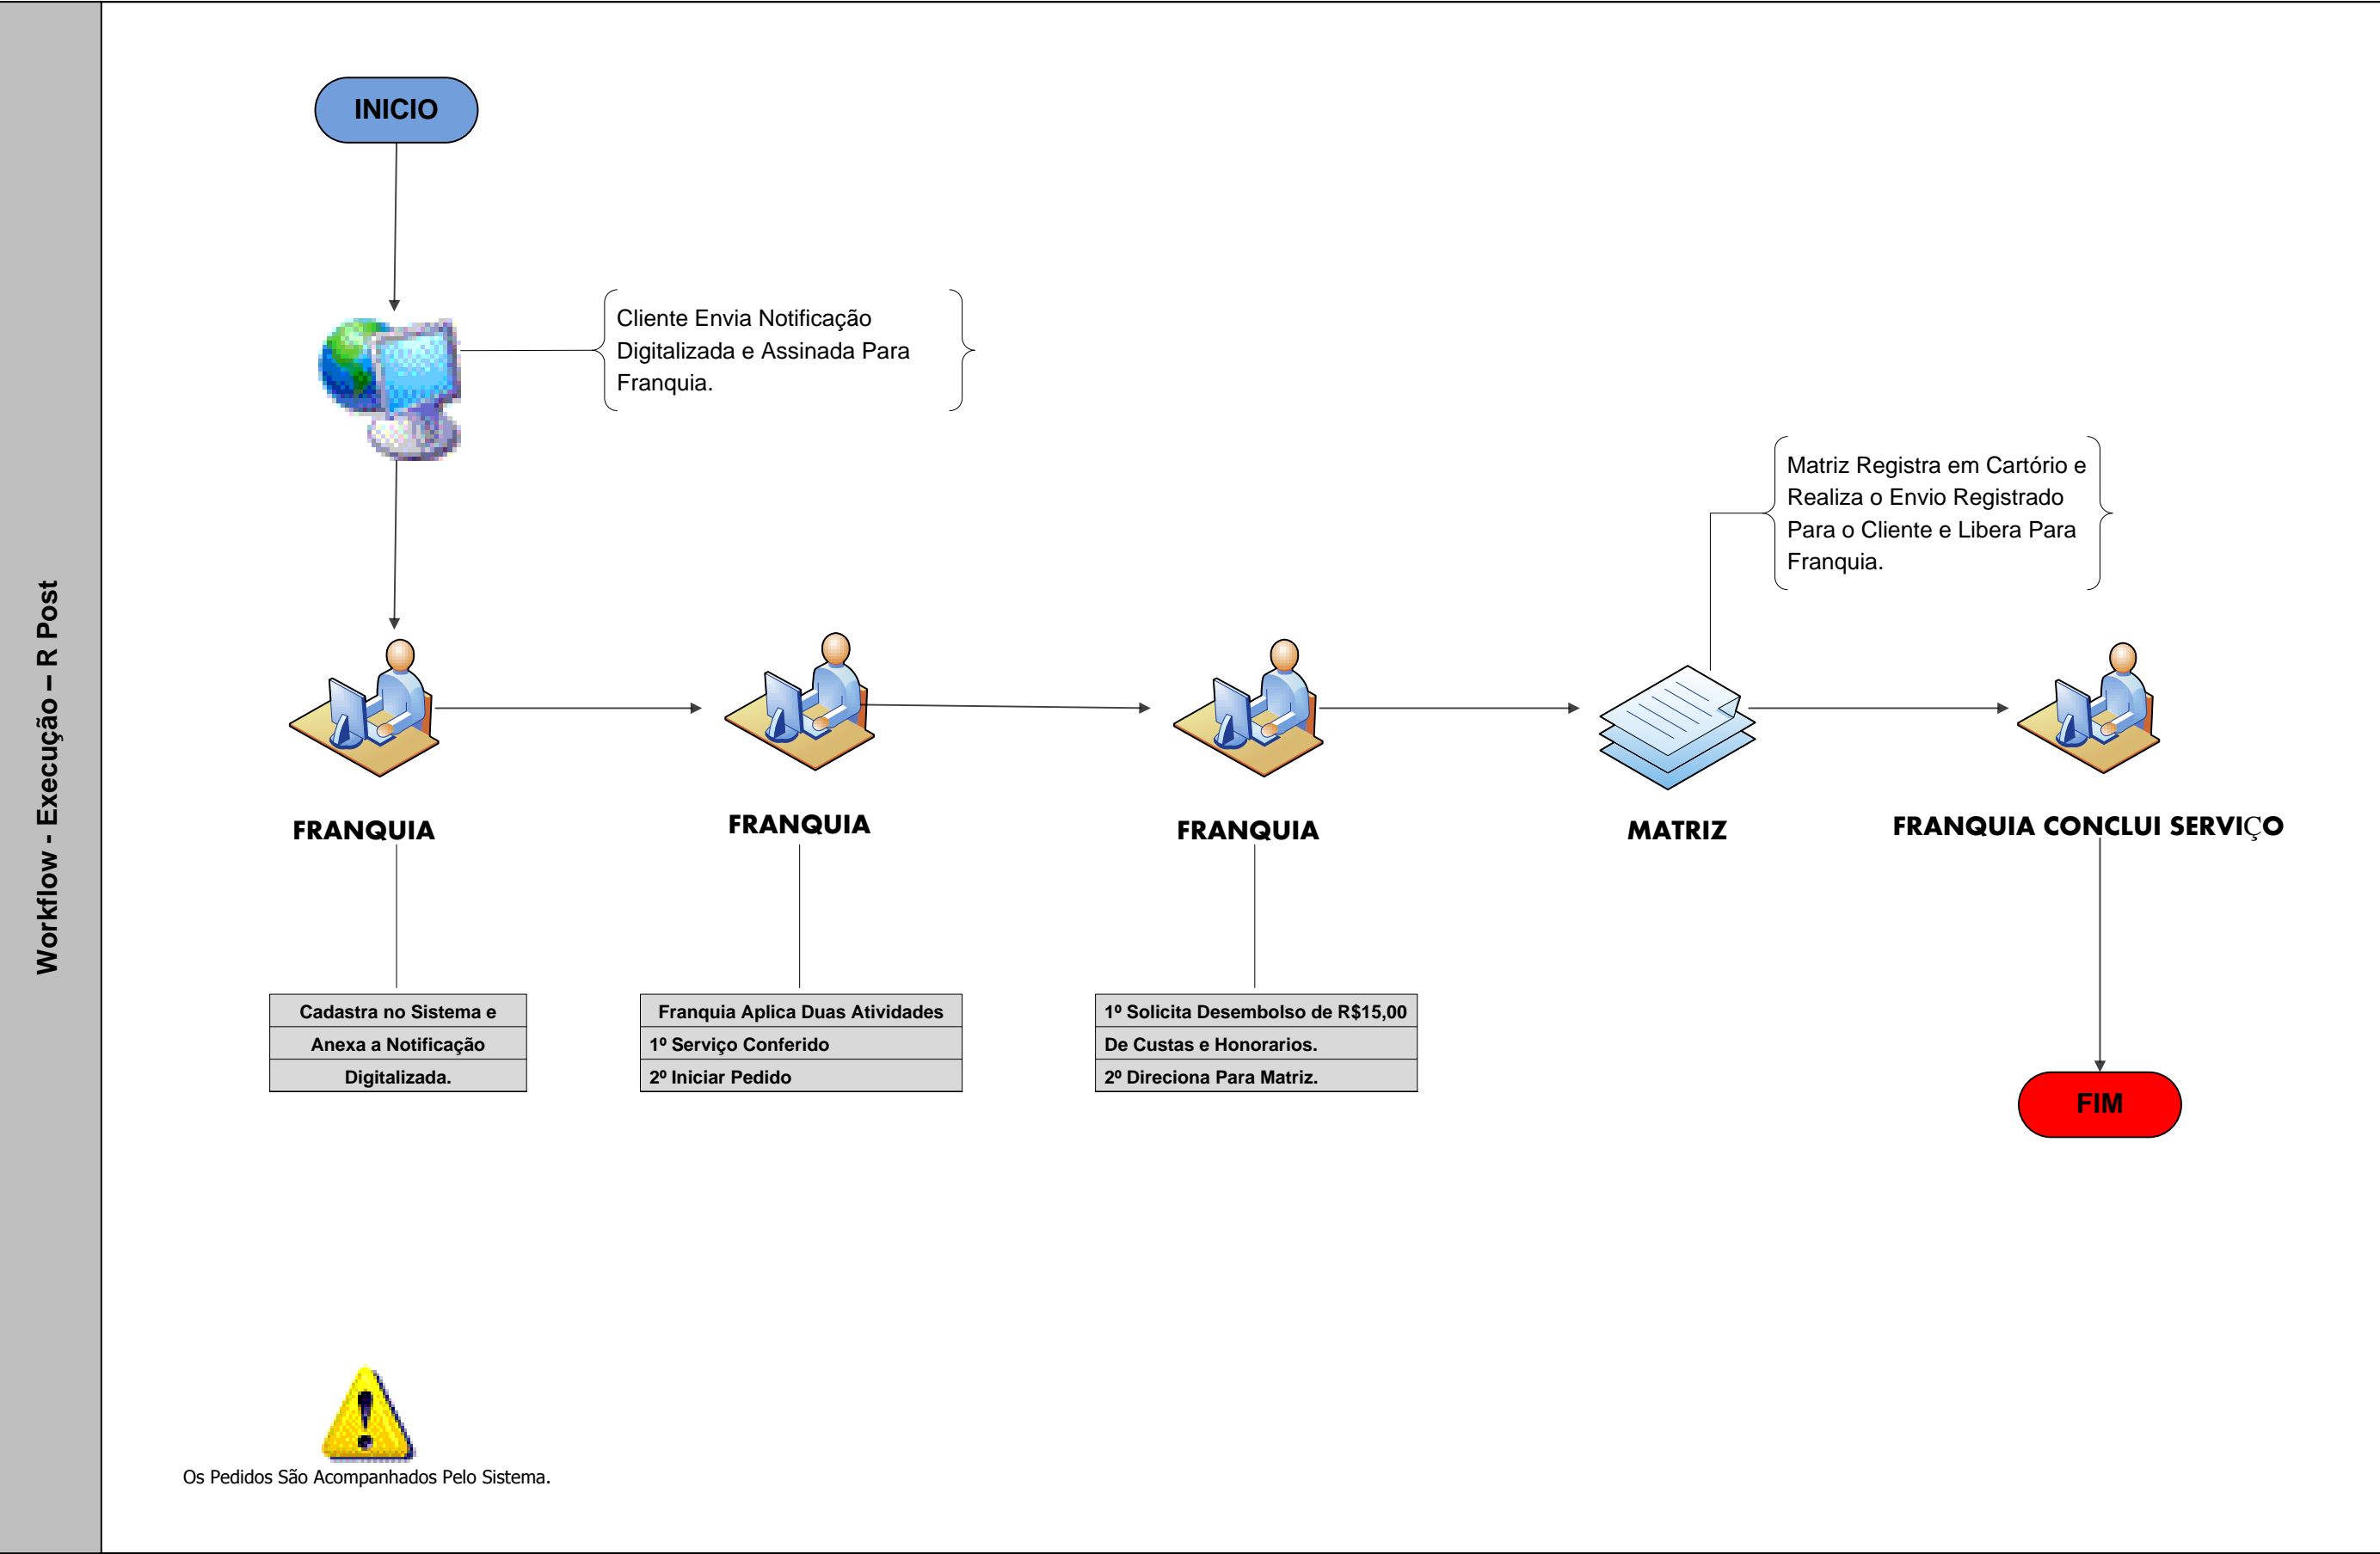 Workflow - Execução – R Post
INICIO
Cliente Envia Notificação
Digitalizada e Assinada Para
Franquia.
Matriz Registra em Cartório e
Realiza o Envio Registrado
Para o Cliente e Libera Para
Franquia.
FRANQUIA
FRANQUIA
FRANQUIA
MATRIZ
FRANQUIA CONCLUI SERVIÇO
Cadastra no Sistema e
Anexa a Notificação
Digitalizada.
Franquia Aplica Duas Atividades
1º Serviço Conferido
2º Iniciar Pedido
1º Solicita Desembolso de R$15,00
De Custas e Honorarios.
2º Direciona Para Matriz.
FIM
Os Pedidos São Acompanhados Pelo Sistema.